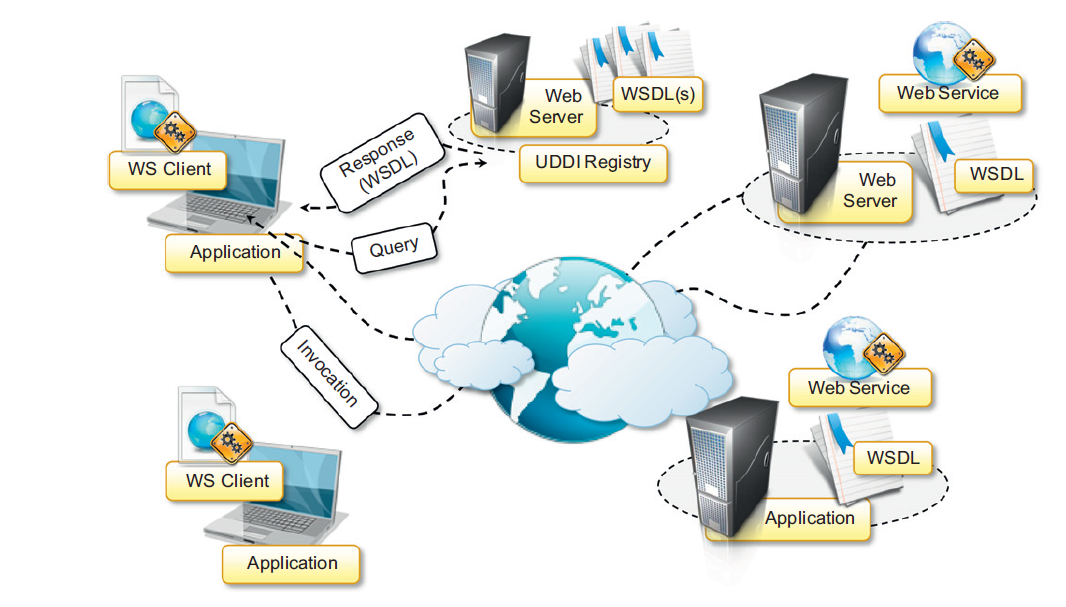 Web
Server
WSDL(s)
UDDI Registry
Web Service
WSDL
Web
Server
WS Client
Application
Response
(WSDL)
Query
Invocation
Web Service
WSDL
Application
WS Client
Application